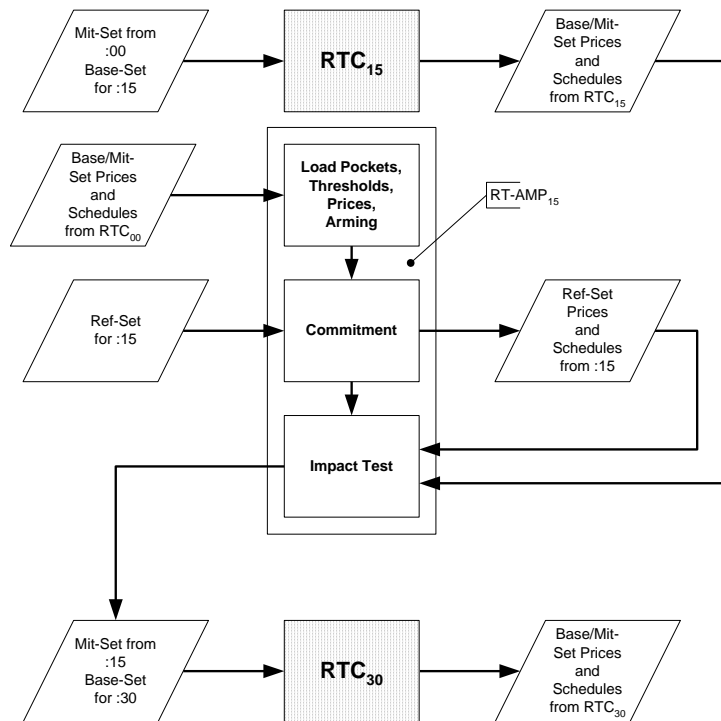 Mit-Set from
:00
Base-Set
for :15
RTC₁₅
Base/Mit-
Set Prices
and
Schedules
from RTC₁₅
Base/Mit-
Set Prices
and
Schedules
from RTC₀₀
Load Pockets,
Thresholds,
Prices,
Arming
RT-AMP₁₅
Ref-Set
for :15
Commitment
Ref-Set
Prices
and
Schedules
from :15
Impact Test
Mit-Set from
:15
Base-Set
for :30
RTC₃₀
Base/Mit-
Set Prices
and
Schedules
from RTC₃₀